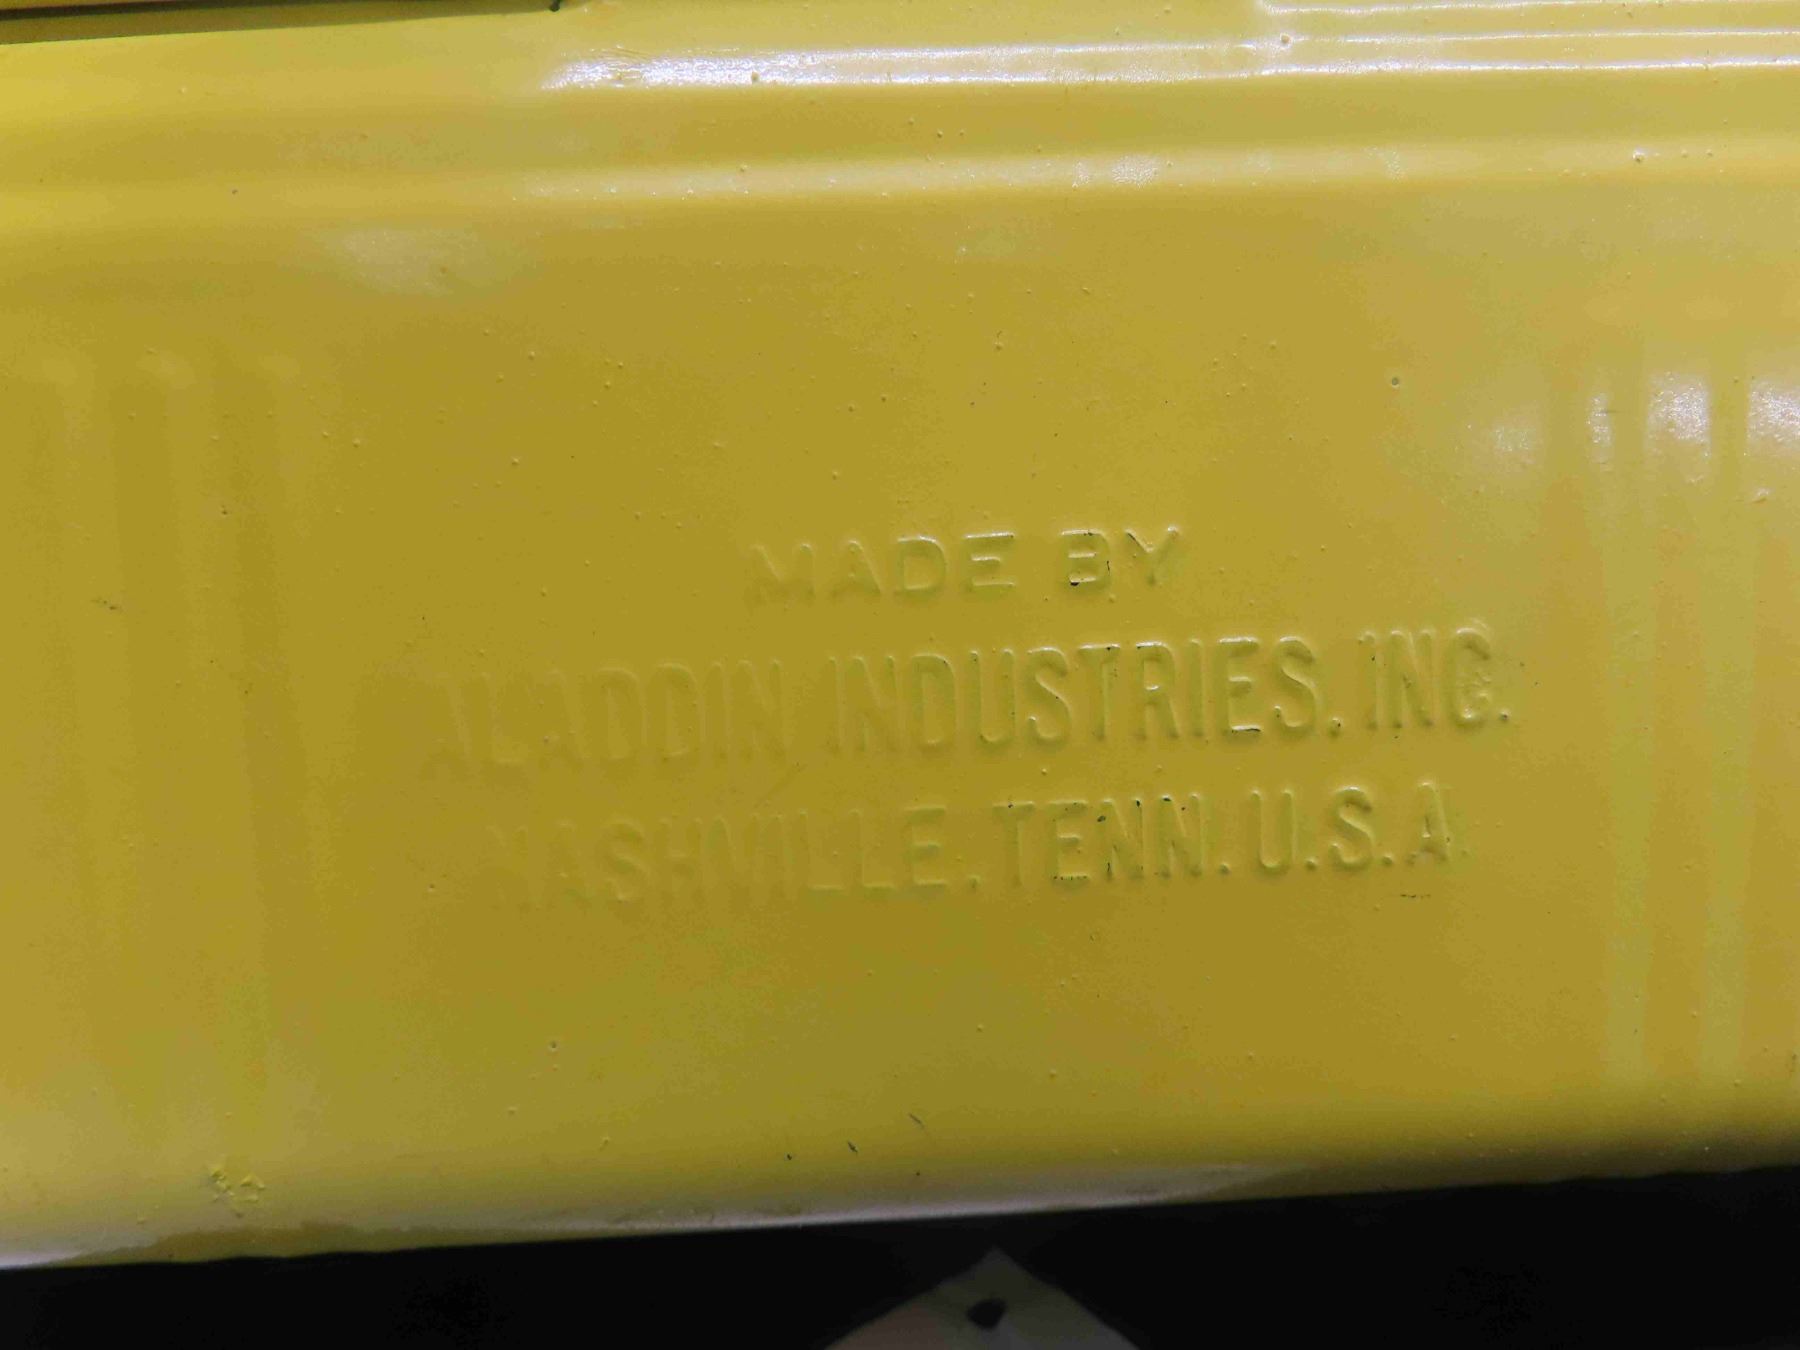 MADE BY
ALADDIN INDUSTRIES, INC.
NASHVILLE, TENN. U.S.A.